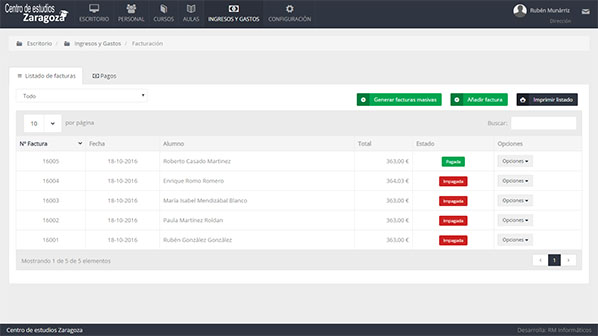 Centro de estudios
Zaragoza
ESCRITORIO
PERSONAL
CURSOS
AULAS
INGRESOS Y GASTOS
CONFIGURACIÓN
Rubén Munárriz
Dirección
Escritorio / Ingresos y Gastos / Facturación
Listado de facturas
Pagos
Todo
Generar facturas masivas
Añadir factura
Imprimir listado
10 por página
Buscar:
Nº Factura Fecha Alumno Total Estado Opciones
16005 18-10-2016 Roberto Casado Martinez 363,00 € Pagada Opciones
16004 18-10-2016 Enrique Romo Romero 364,03 € Impagada Opciones
16003 18-10-2016 María Isabel Mendizábal Blanco 363,00 € Impagada Opciones
16002 18-10-2016 Paula Martínez Roldan 363,00 € Impagada Opciones
16001 18-10-2016 Rubén González González 363,00 € Impagada Opciones
Mostrando 1 de 5 de 5 elementos
1
Centro de estudios Zaragoza
Desarrolla: RM Informáticos